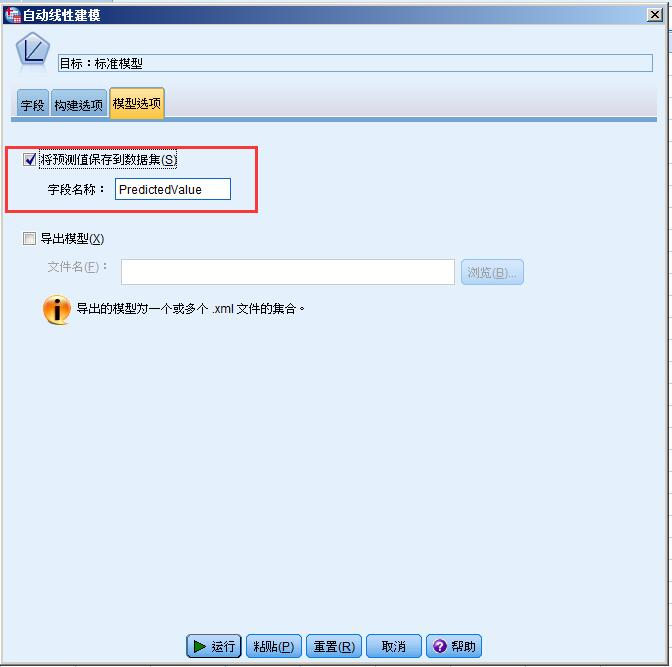 自动线性建模
目标：标准模型
字段 构建选项 模型选项
将预测值保存到数据集(S)
字段名称： PredictedValue
导出模型(X)
文件名(F)： 浏览(B)...
导出的模型为一个或多个 .xml 文件的集合。
运行 粘贴(P) 重置(R) 取消 帮助